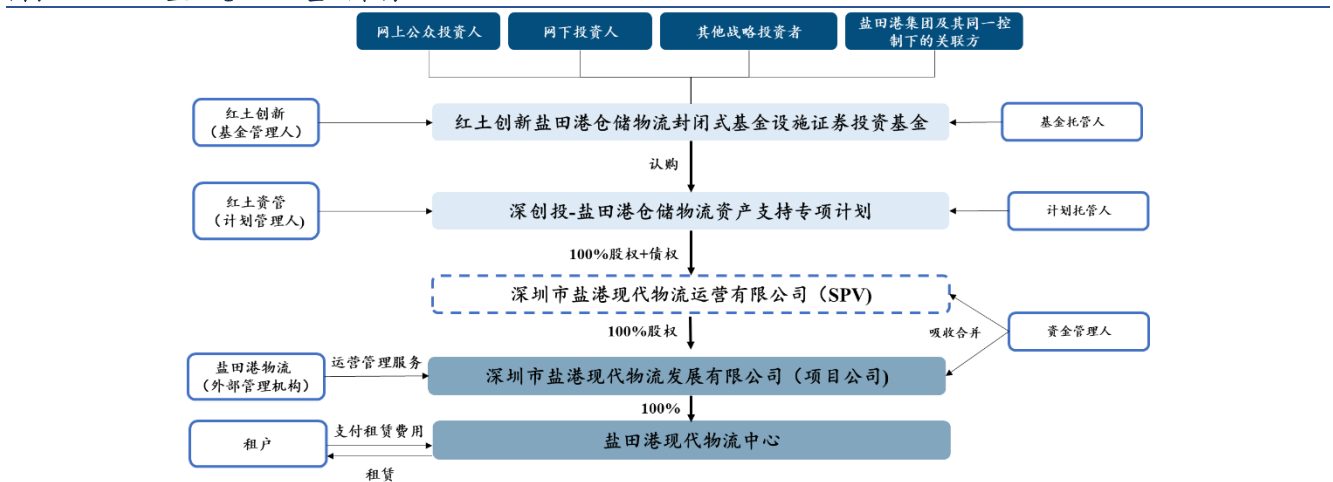 网上公众投资人
网下投资人
其他战略投资者
盐田港集团及其同一控
制下的关联方
红土创新
（基金管理人）
红土创新盐田港仓储物流封闭式基金设施证券投资基金
基金托管人
认购
红土资管
（计划管理人)
深创投-盐田港仓储物流资产支持专项计划
计划托管人
100%股权+债权
深圳市盐港现代物流运营有限公司（SPV)
100%股权
吸收合并
资金管理人
盐田港物流
（外部管理机构）
运营管理服务
深圳市盐港现代物流发展有限公司（项目公司)
100%
租户
支付租赁费用
盐田港现代物流中心
租赁